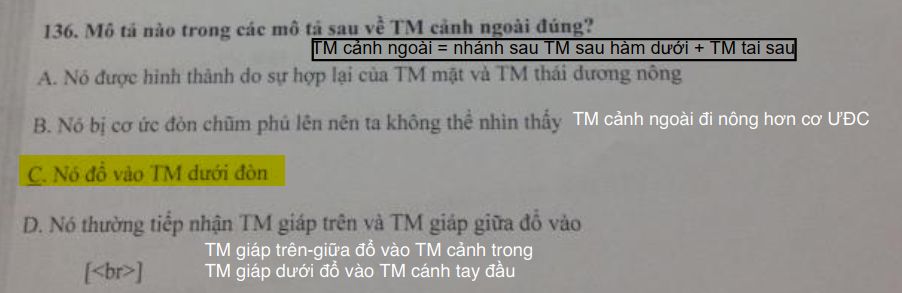 136. Mô tả nào trong các mô tả sau về TM cảnh ngoài đúng?
TM cảnh ngoài = nhánh sau TM sau hàm dưới + TM tai sau
A. Nó được hình thành do sự hợp lại của TM mặt và TM thái dương nông
B. Nó bị cơ ức đòn chũm phủ lên nên ta không thể nhìn thấy
TM cảnh ngoài đi nông hơn cơ ƯĐC
C. Nó đổ vào TM dưới đòn
D. Nó thường tiếp nhận TM giáp trên và TM giáp giữa đổ vào
TM giáp trên-giữa đổ vào TM cảnh trong
[<br>]
TM giáp dưới đổ vào TM cánh tay đầu